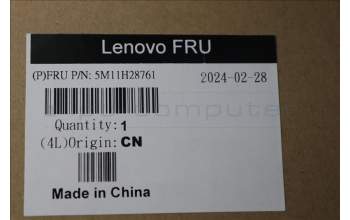 Lenovo FRU
(P)FRU P/N: 5M11H28761
2024-02-28
Quantity: 1
(4L)Origin: CN
Made in China